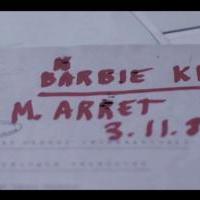 BARBIE K
M. ARRET
3.11.8